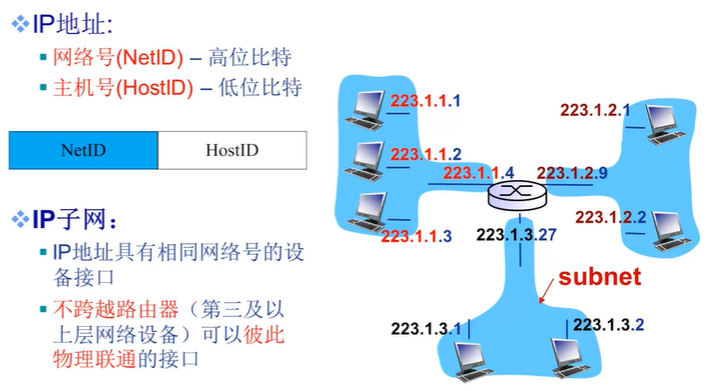 ❖IP地址:
▪ 网络号(NetID) – 高位比特
▪ 主机号(HostID) – 低位比特
NetID HostID
❖IP子网：
▪ IP地址具有相同网络号的设
备接口
▪ 不跨越路由器（第三及以
上层网络设备）可以彼此
物理联通的接口
223.1.1.1
223.1.1.2
223.1.1.4
223.1.1.3
223.1.2.1
223.1.2.9
223.1.2.2
223.1.3.27
subnet
223.1.3.1
223.1.3.2